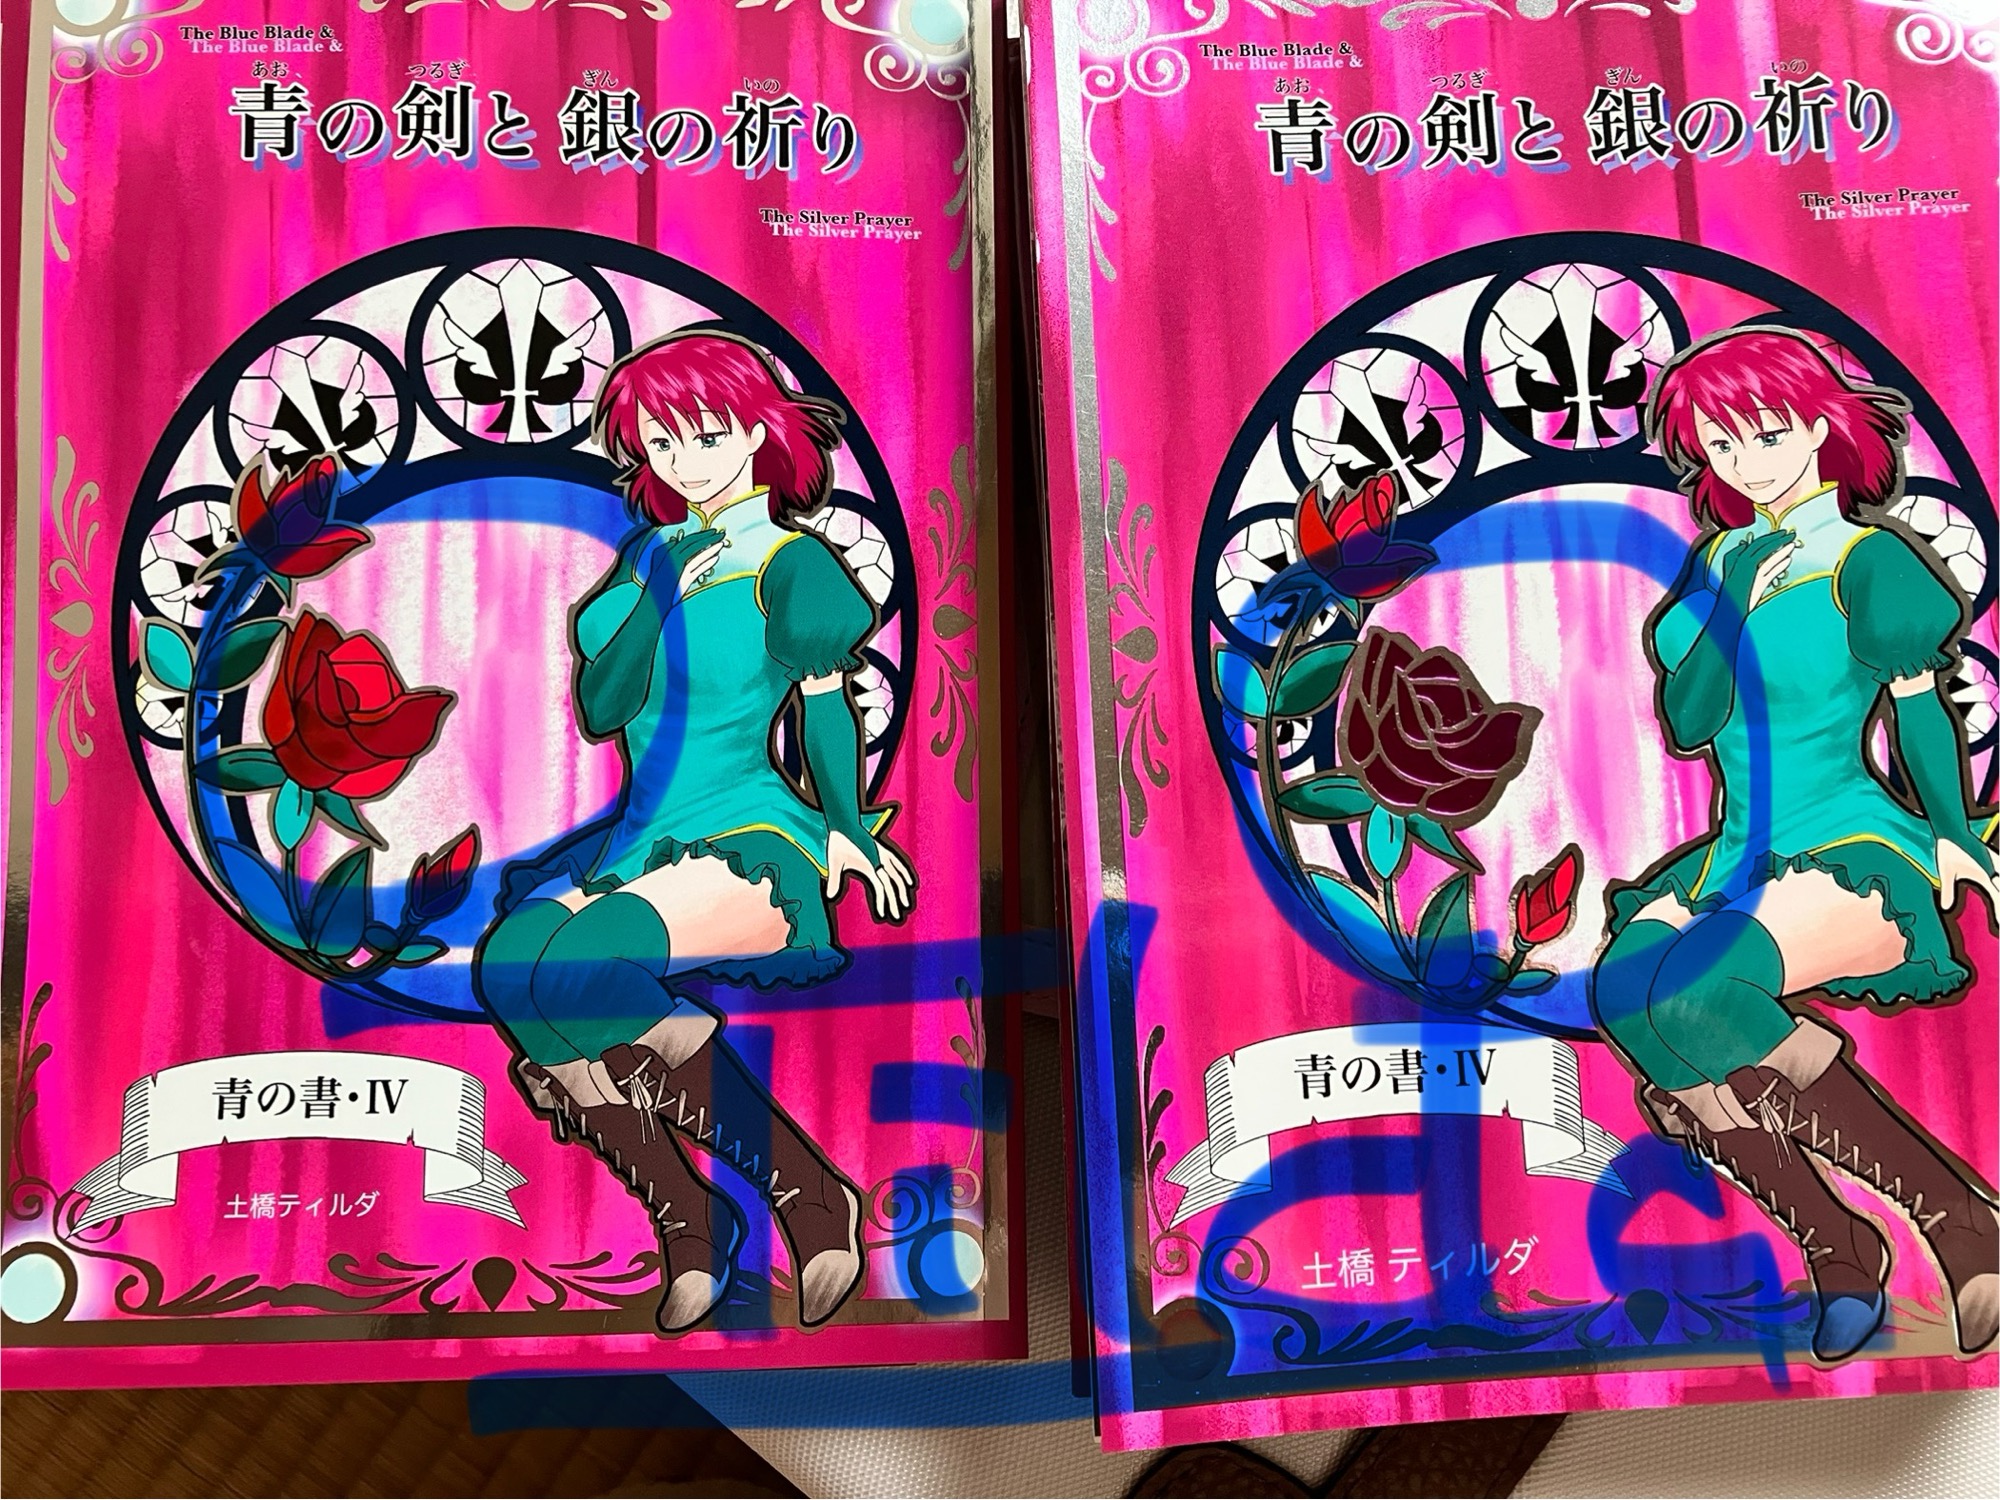 The Blue Blade &
The Blue Blade &
あお つるぎ ぎん いの
青の剣と銀の祈り
The Silver Prayer
The Silver Prayer
青の書・IV
土橋ティルダ
The Blue Blade &
The Blue Blade &
あお つるぎ ぎん いの
青の剣と銀の祈り
The Silver Prayer
The Silver Prayer
青の書・IV
土橋 ティルダ
Tilde